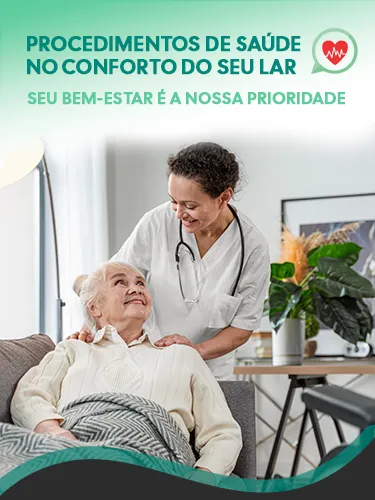 PROCEDIMENTOS DE SAÚDE
NO CONFORTO DO SEU LAR
SEU BEM-ESTAR É A NOSSA PRIORIDADE